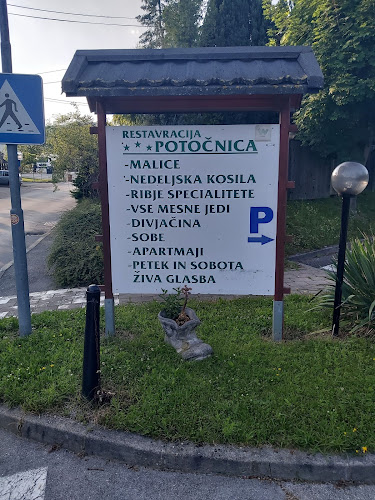 RESTAVRACIJA
*** POTOČNICA
-MALICE
-NEDELJSKA KOSILA
-RIBJE SPECIALITETE
-VSE MESNE JEDI
-DIVJAČINA
-SOBE
-APARTMAJI
-PETEK IN SOBOTA
ŽIVA GLASBA
P